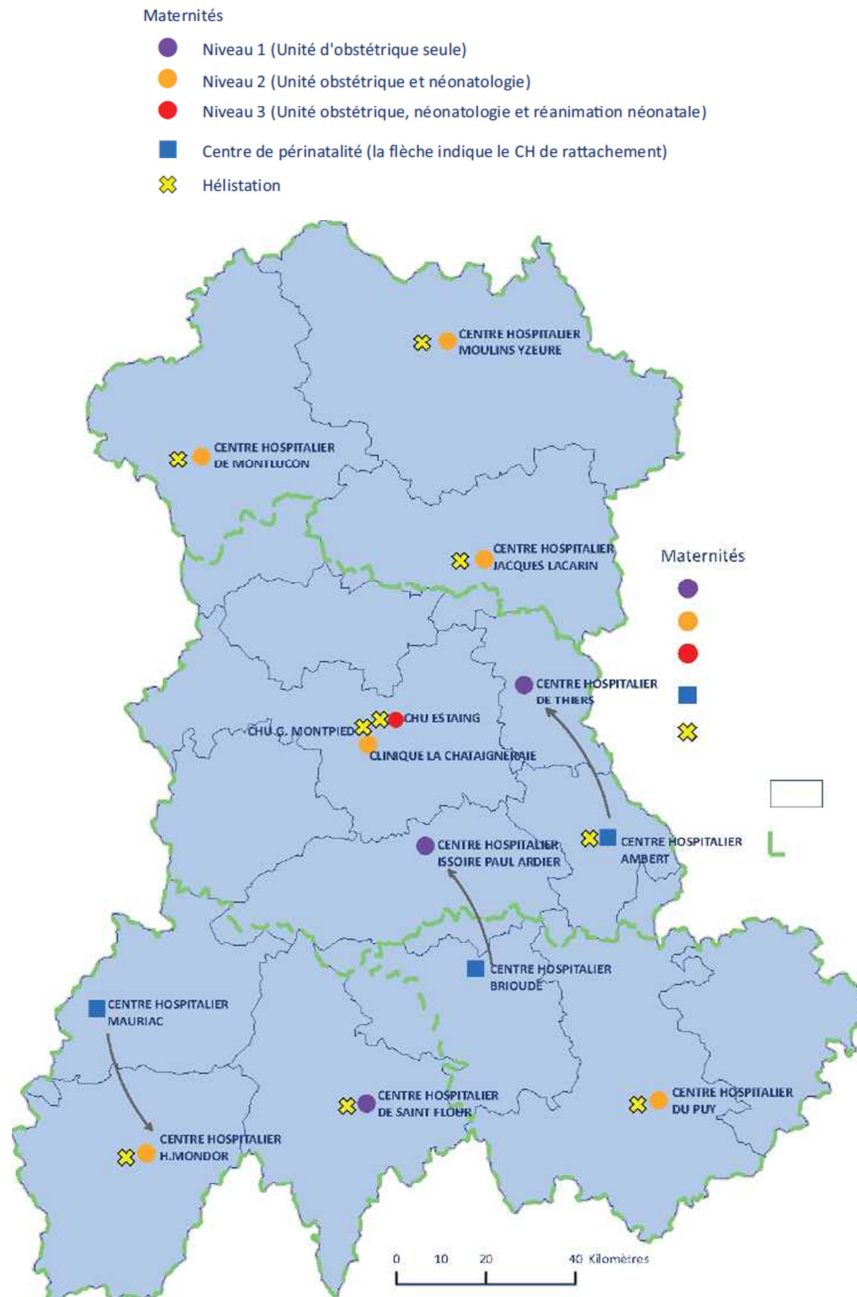 Maternités
Niveau 1 (Unité d'obstétrique seule)
Niveau 2 (Unité obstétrique et néonatologie)
Niveau 3 (Unité obstétrique, néonatologie et réanimation néonatale)
Centre de périnatalité (la flèche indique le CH de rattachement)
Hélistation
CENTRE HOSPITALIER
MOULINS YZEURE
CENTRE HOSPITALIER
DE MONTLUCON
CENTRE HOSPITALIER
JACQUES LACARIN
Maternités
CENTRE HOSPITALIER
DE THIERS
CHU ESTAING
CHU G. MONTPIED
CLINIQUE LA CHATAIGNERAIE
CENTRE HOSPITALIER
AMBERT
CENTRE HOSPITALIER
ISSOIRE PAUL ARDIER
CENTRE HOSPITALIER
BRIOUDE
CENTRE HOSPITALIER
MAURIAC
CENTRE HOSPITALIER
DE SAINT FLOUR
CENTRE HOSPITALIER
DU PUY
CENTRE HOSPITALIER
H.MONDOR
0 10 20 40 Kilomètres